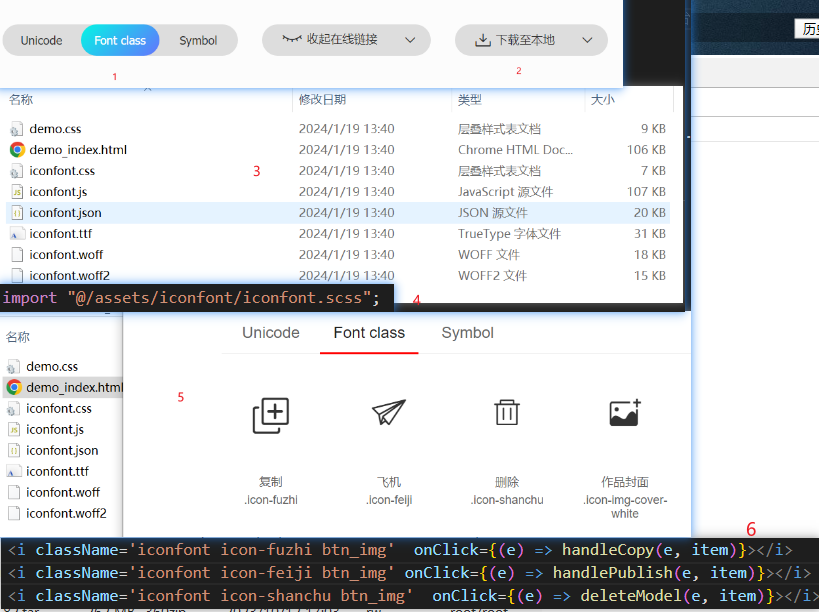 Unicode Font class Symbol 收起在线链接 下载至本地
历史
1 2
名称 修改日期 类型 大小
demo.css 2024/1/19 13:40 层叠样式表文档 9 KB
demo_index.html 2024/1/19 13:40 Chrome HTML Doc... 106 KB
iconfont.css 2024/1/19 13:40 层叠样式表文档 7 KB
3
iconfont.js 2024/1/19 13:40 JavaScript 源文件 107 KB
iconfont.json 2024/1/19 13:40 JSON 源文件 20 KB
iconfont.ttf 2024/1/19 13:40 TrueType 字体文件 31 KB
iconfont.woff 2024/1/19 13:40 WOFF 文件 18 KB
iconfont.woff2 2024/1/19 13:40 WOFF2 文件 15 KB
import "@/assets/iconfont/iconfont.scss";
4
名称
demo.css
demo_index.html
iconfont.css
iconfont.js
iconfont.json
iconfont.ttf
iconfont.woff
iconfont.woff2
Unicode Font class Symbol
5
复制 飞机 删除 作品封面
.icon-fuzhi .icon-feiji .icon-shanchu .icon-img-cover-
white
6
<i className='iconfont icon-fuzhi btn_img' onClick={(e) => handleCopy(e, item)}></i>
<i className='iconfont icon-feiji btn_img' onClick={(e) => handlePublish(e, item)}></i>
<i className='iconfont icon-shanchu btn_img' onClick={(e) => deleteModel(e, item)}></i>